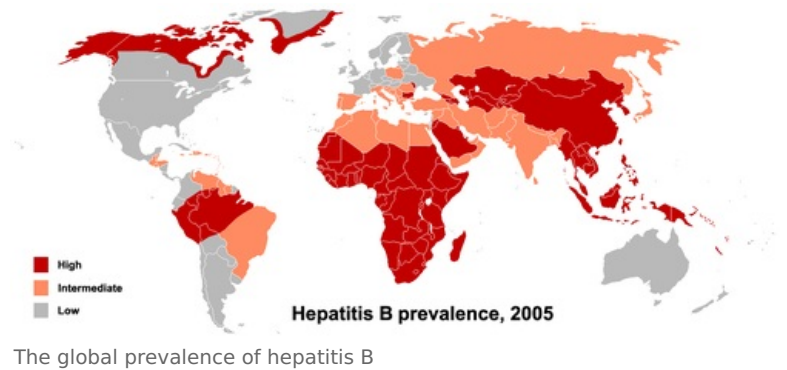 High
Intermediate
Low
Hepatitis B prevalence, 2005
The global prevalence of hepatitis B